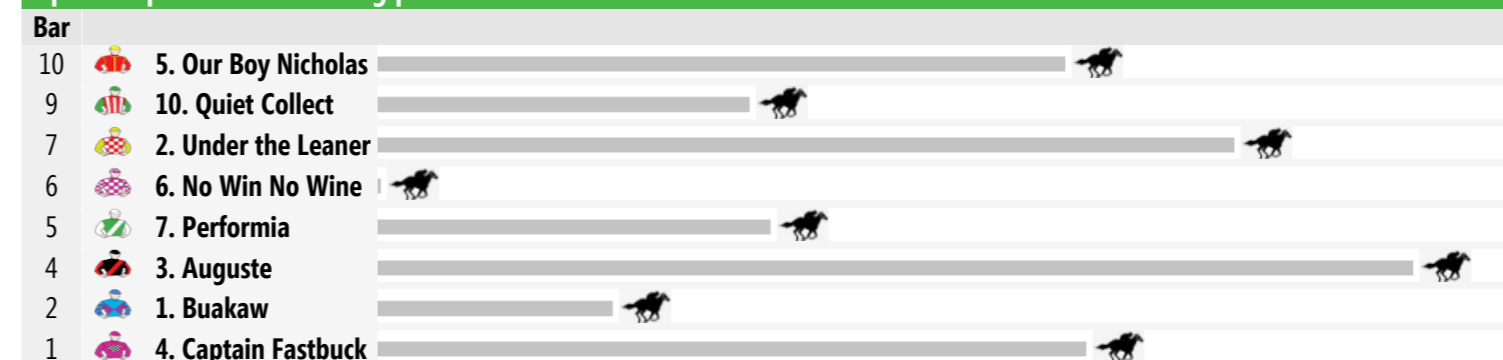 Bar
10 5. Our Boy Nicholas
9 10. Quiet Collect
7 2. Under the Leaner
6 6. No Win No Wine
5 7. Performia
4 3. Auguste
2 1. Buakaw
1 4. Captain Fastbuck